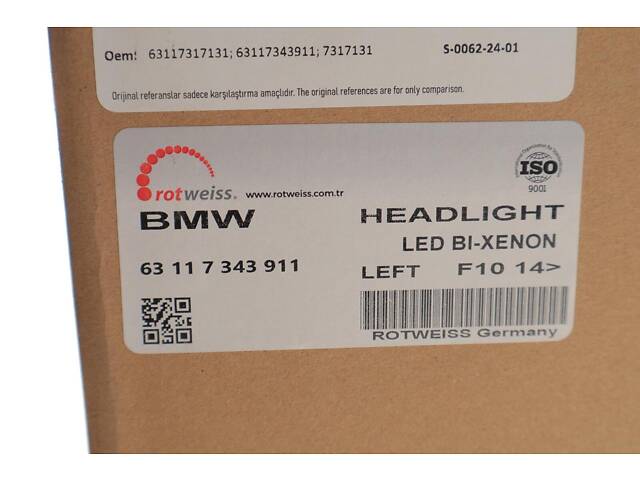 Oem: 63117317131; 63117343911; 7317131 S-0062-24-01
Orijinal referanslar sadece karşılaştırma amaçlıdır. The original references are for only comparison.
ISO
9001
rotweiss. www.rotweiss.com.tr
BMW HEADLIGHT
LED BI-XENON
63 11 7 343 911 LEFT F10 14>
ROTWEISS Germany